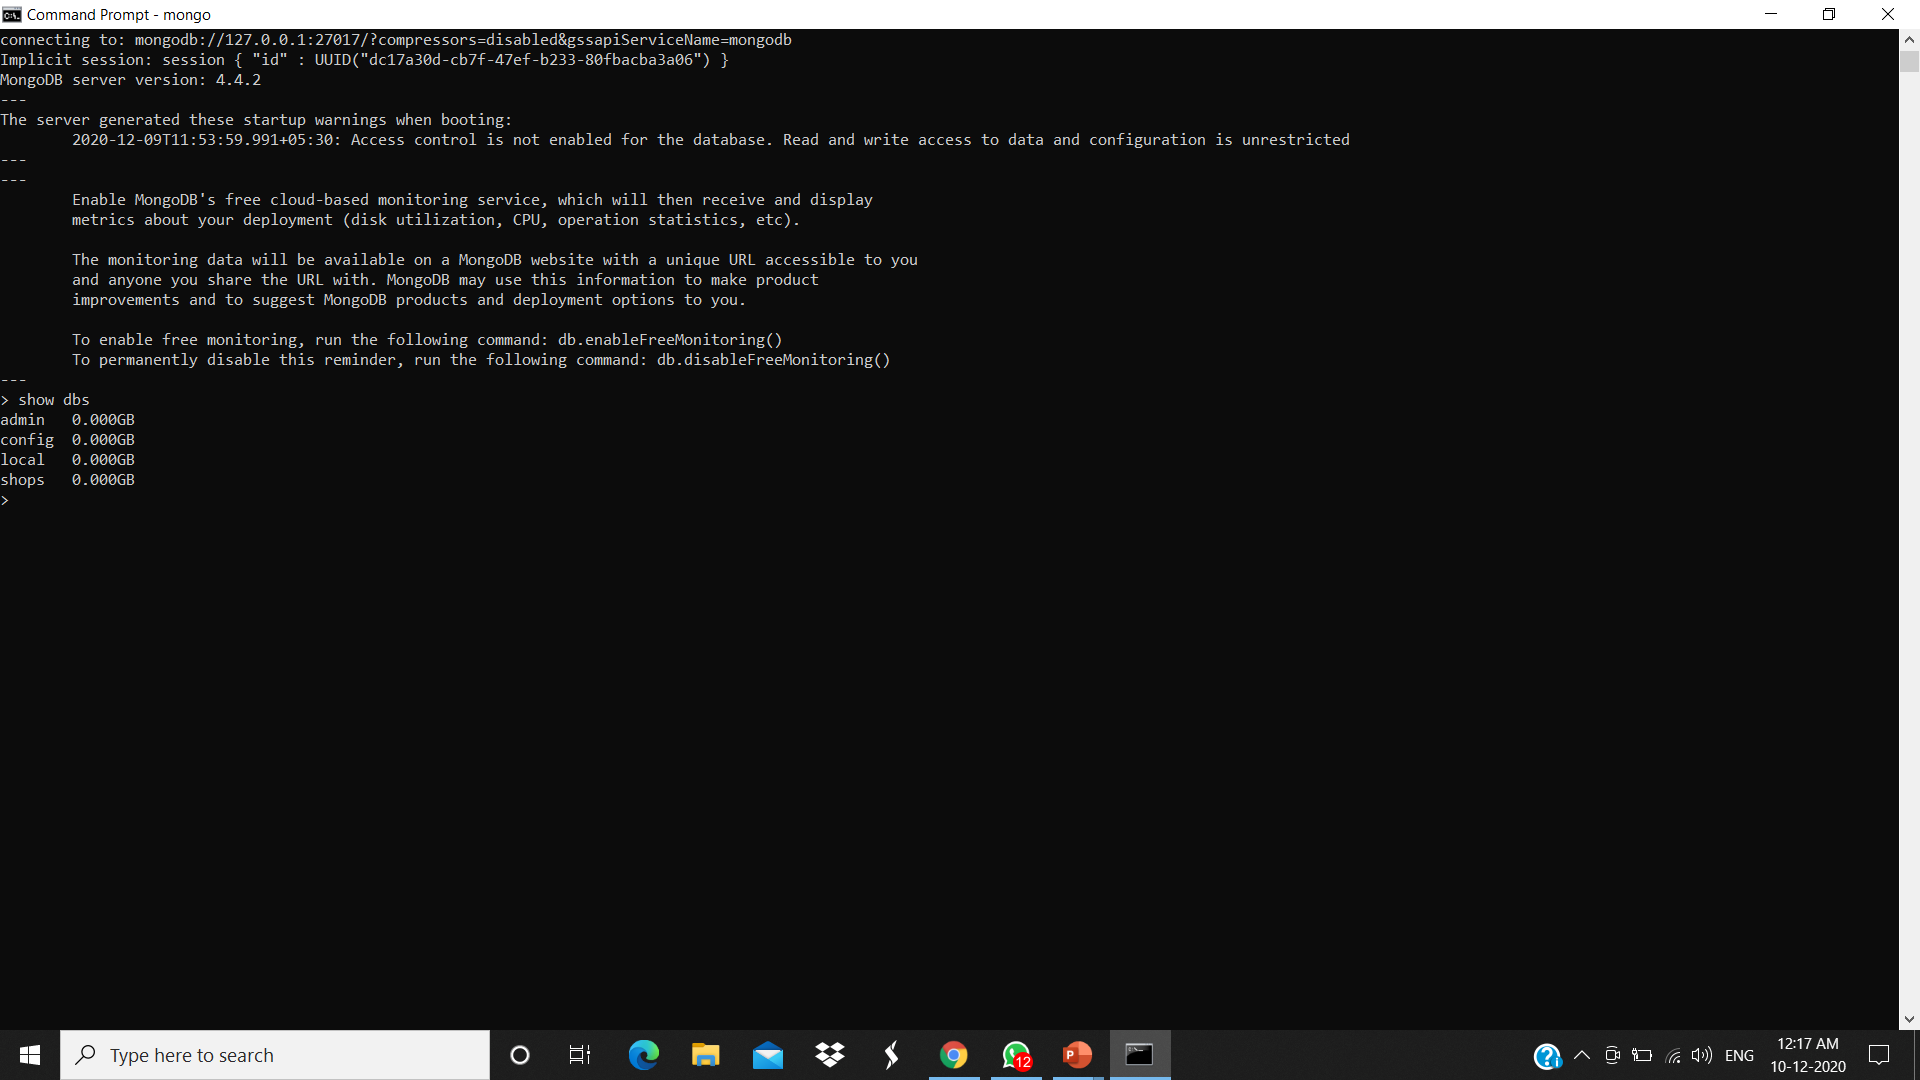 Command Prompt - mongo
connecting to: mongodb://127.0.0.1:27017/?compressors=disabled&gssapiServiceName=mongodb
Implicit session: session { "id" : UUID("dc17a30d-cb7f-47ef-b233-80fbacba3a06") }
MongoDB server version: 4.4.2
---
The server generated these startup warnings when booting:
        2020-12-09T11:53:59.991+05:30: Access control is not enabled for the database. Read and write access to data and configuration is unrestricted
---
---
        Enable MongoDB's free cloud-based monitoring service, which will then receive and display
        metrics about your deployment (disk utilization, CPU, operation statistics, etc).

        The monitoring data will be available on a MongoDB website with a unique URL accessible to you
        and anyone you share the URL with. MongoDB may use this information to make product
        improvements and to suggest MongoDB products and deployment options to you.

        To enable free monitoring, run the following command: db.enableFreeMonitoring()
        To permanently disable this reminder, run the following command: db.disableFreeMonitoring()
---
> show dbs
admin   0.000GB
config  0.000GB
local   0.000GB
shops   0.000GB
>
Type here to search
12
ENG
12:17 AM
10-12-2020